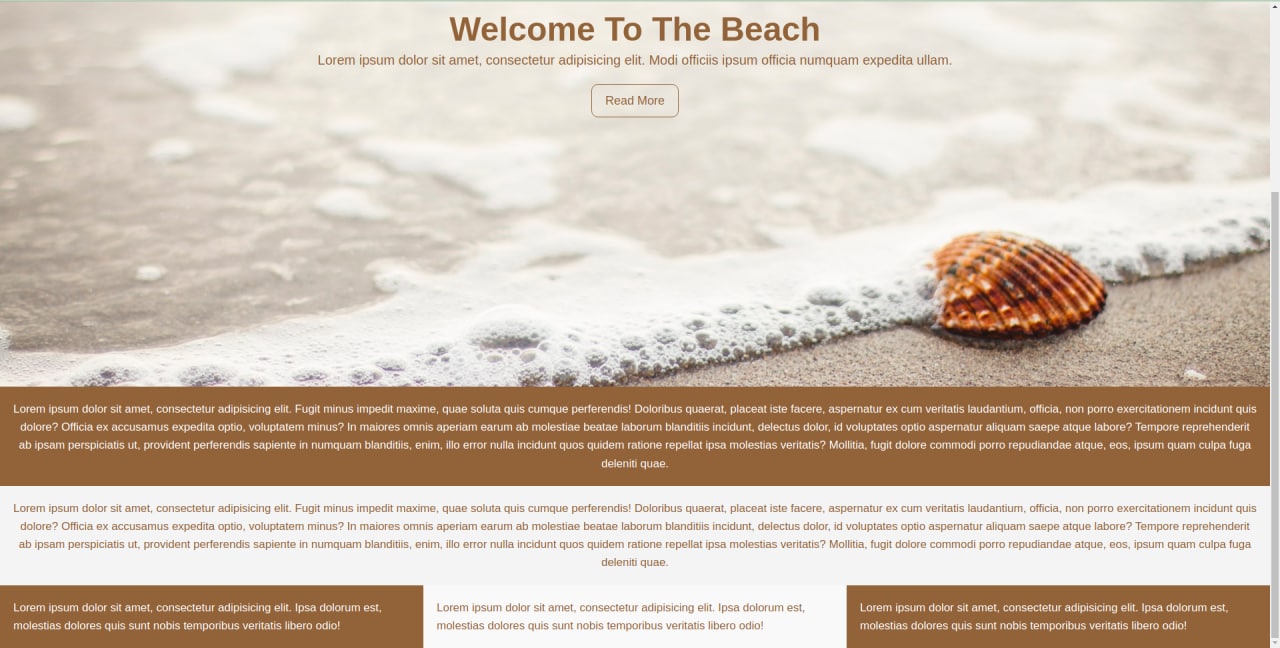 Welcome To The Beach
Lorem ipsum dolor sit amet, consectetur adipisicing elit. Modi officiis ipsum officia numquam expedita ullam.
Read More
Lorem ipsum dolor sit amet, consectetur adipisicing elit. Fugit minus impedit maxime, quae soluta quis cumque perferendis! Doloribus quaerat, placeat iste facere, aspernatur ex cum veritatis laudantium, officia, non porro exercitationem incidunt quis
dolore? Officia ex accusamus expedita optio, voluptatem minus? In maiores omnis aperiam earum ab molestiae beatae laborum blanditiis incidunt, delectus dolor, id voluptates optio aspernatur aliquam saepe atque labore? Tempore reprehenderit
ab ipsam perspiciatis ut, provident perferendis sapiente in numquam blanditiis, enim, illo error nulla incidunt quos quidem ratione repellat ipsa molestias veritatis? Mollitia, fugit dolore commodi porro repudiandae atque, eos, ipsum quam culpa fuga
deleniti quae.
Lorem ipsum dolor sit amet, consectetur adipisicing elit. Fugit minus impedit maxime, quae soluta quis cumque perferendis! Doloribus quaerat, placeat iste facere, aspernatur ex cum veritatis laudantium, officia, non porro exercitationem incidunt quis
dolore? Officia ex accusamus expedita optio, voluptatem minus? In maiores omnis aperiam earum ab molestiae beatae laborum blanditiis incidunt, delectus dolor, id voluptates optio aspernatur aliquam saepe atque labore? Tempore reprehenderit
ab ipsam perspiciatis ut, provident perferendis sapiente in numquam blanditiis, enim, illo error nulla incidunt quos quidem ratione repellat ipsa molestias veritatis? Mollitia, fugit dolore commodi porro repudiandae atque, eos, ipsum quam culpa fuga
deleniti quae.
Lorem ipsum dolor sit amet, consectetur adipisicing elit. Ipsa dolorum est,
molestias dolores quis sunt nobis temporibus veritatis libero odio!
Lorem ipsum dolor sit amet, consectetur adipisicing elit. Ipsa dolorum est,
molestias dolores quis sunt nobis temporibus veritatis libero odio!
Lorem ipsum dolor sit amet, consectetur adipisicing elit. Ipsa dolorum est,
molestias dolores quis sunt nobis temporibus veritatis libero odio!